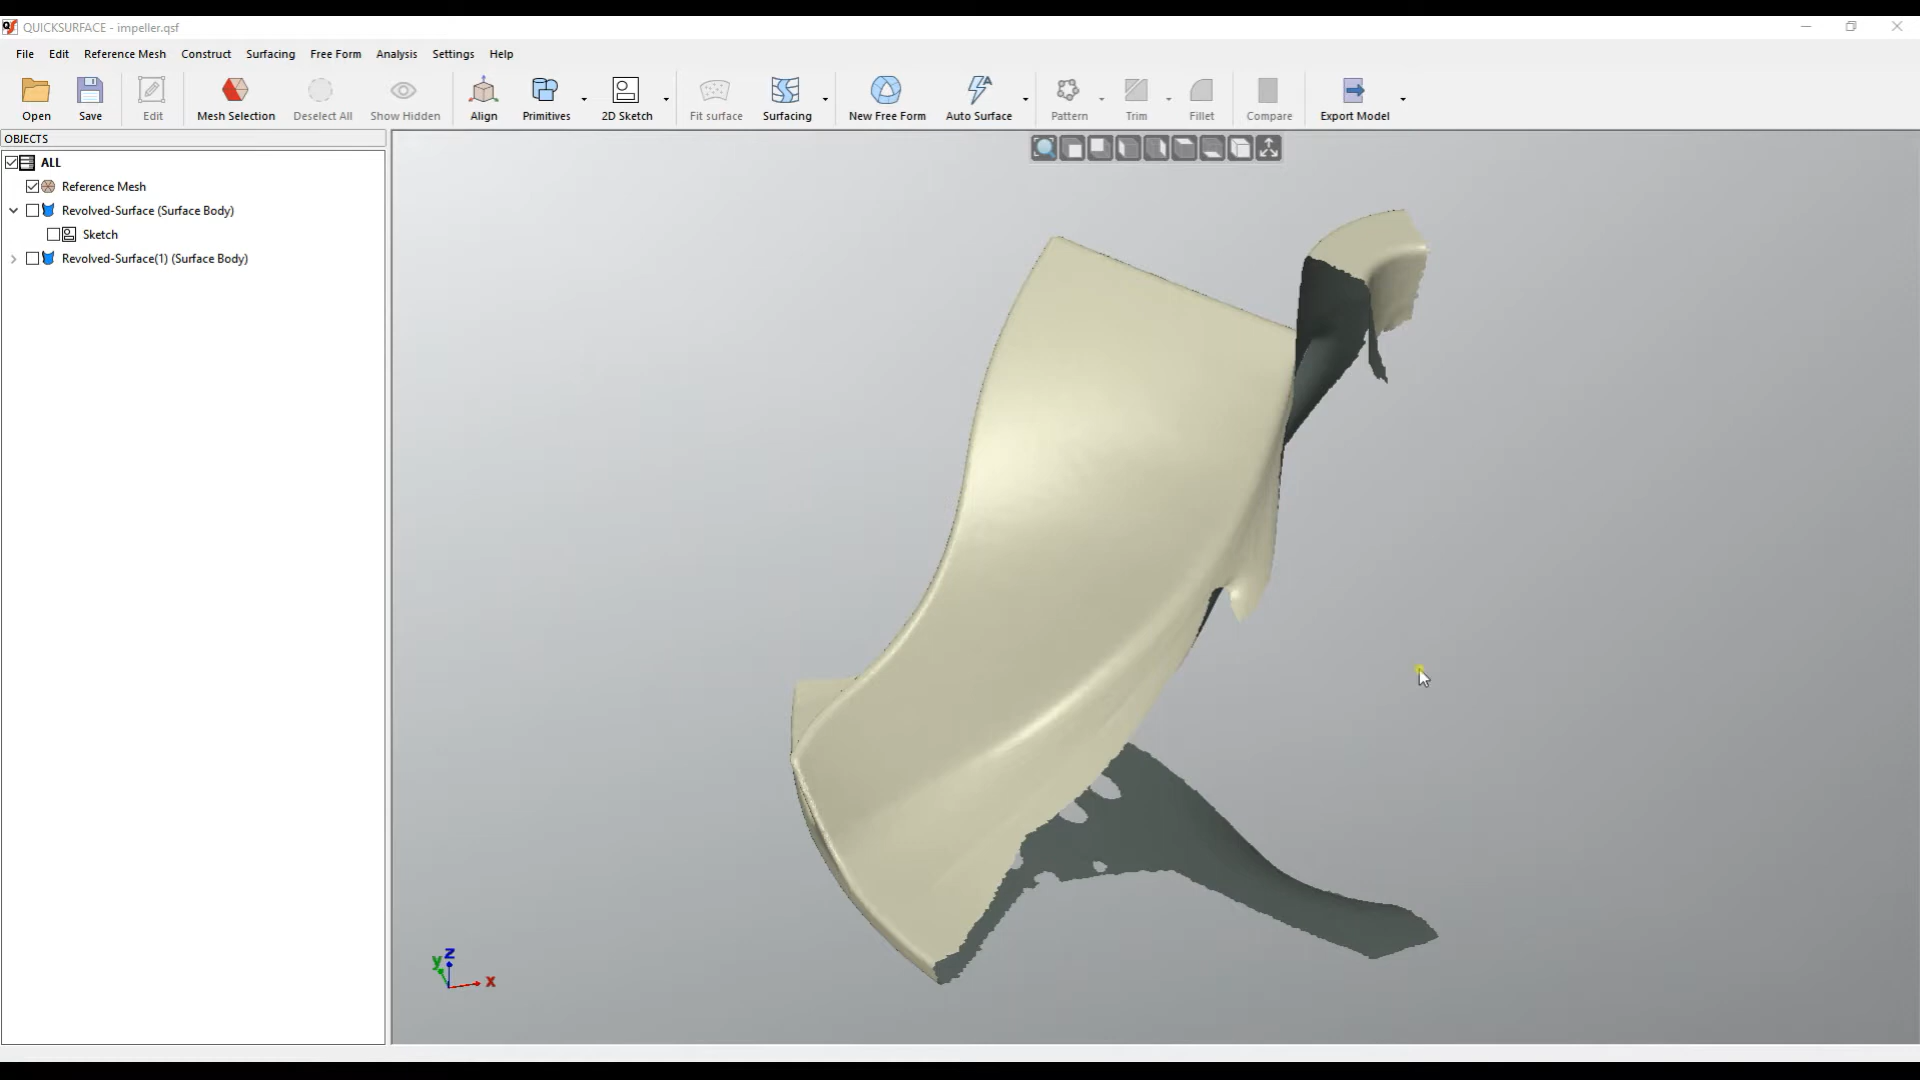 QUICKSURFACE - impeller.qsf
File Edit Reference Mesh Construct Surfacing Free Form Analysis Settings Help
Open Save Edit Mesh Selection Deselect All Show Hidden Align Primitives 2D Sketch Fit surface Surfacing New Free Form Auto Surface Pattern Trim Fillet Compare Export Model
OBJECTS
ALL
Reference Mesh
Revolved-Surface (Surface Body)
Sketch
Revolved-Surface(1) (Surface Body)
z
y
x